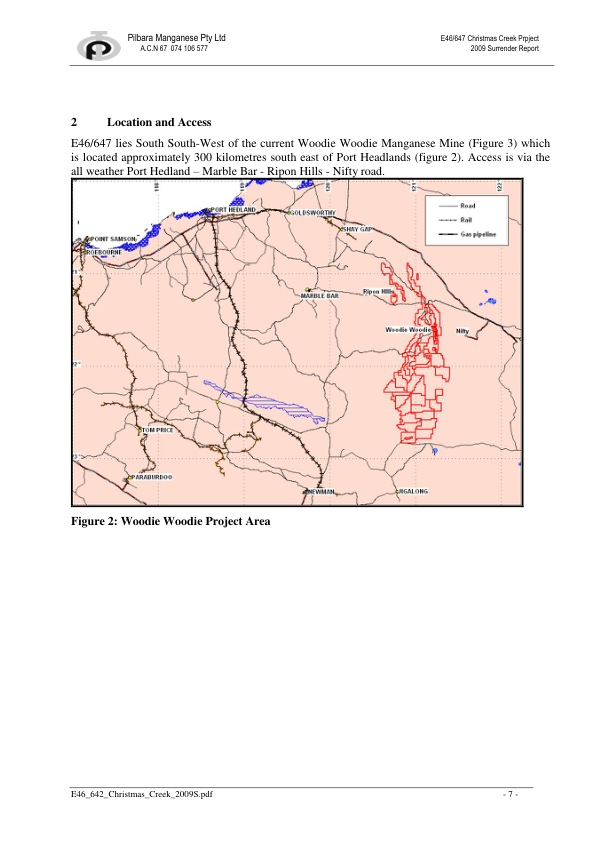 Pilbara Manganese Pty Ltd
A.C.N 67 074 106 577
E46/647 Christmas Creek Prpject
2009 Surrender Report
2 Location and Access
E46/647 lies South South-West of the current Woodie Woodie Manganese Mine (Figure 3) which
is located approximately 300 kilometres south east of Port Headlands (figure 2). Access is via the
all weather Port Hedland – Marble Bar - Ripon Hills - Nifty road.
118
119
120
121
122
Road
Rail
Gas pipeline
PORT HEDLAND
GOLDSWORTHY
SHAY GAP
POINT SAMSON
ROEBOURNE
21°
MARBLE BAR
Ripon Hills
Woodie Woodie
Nifty
22°
TOM PRICE
23°
PARABURDOO
NEWMAN
JIGALONG
Figure 2: Woodie Woodie Project Area
E46_642_Christmas_Creek_2009S.pdf
- 7 -